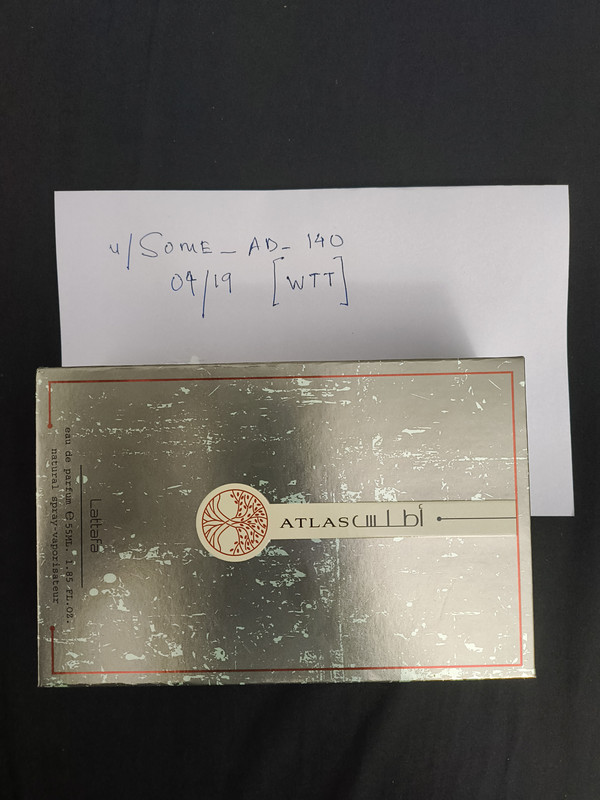 u/SOME_AD_140
04/19 [WTT]
ATLAS أطلس
Lattafa
eau de parfum ℮55ML. 1.85 FL.OZ.
natural spray-vaporisateur